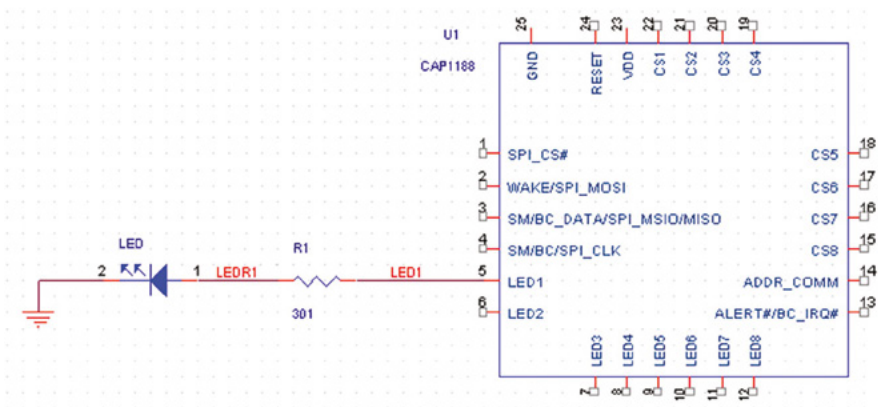 U1
CAP1188
25
24
23
22
21
20
19
GND
RESET
VDD
CS1
CS2
CS3
CS4
1 SPI_CS#
CS5 18
2 WAKE/SPI_MOSI
CS6 17
3 SM/BC_DATA/SPI_MSIO/MISO
CS7 16
4 SM/BC/SPI_CLK
CS8 15
LED
R1
2
1
LEDR1
LED1
5 LED1
ADDR_COMM 14
301
6 LED2
ALERT#/BC_IRQ# 13
LED3
LED4
LED5
LED6
LED7
LED8
7
8
9
10
11
12